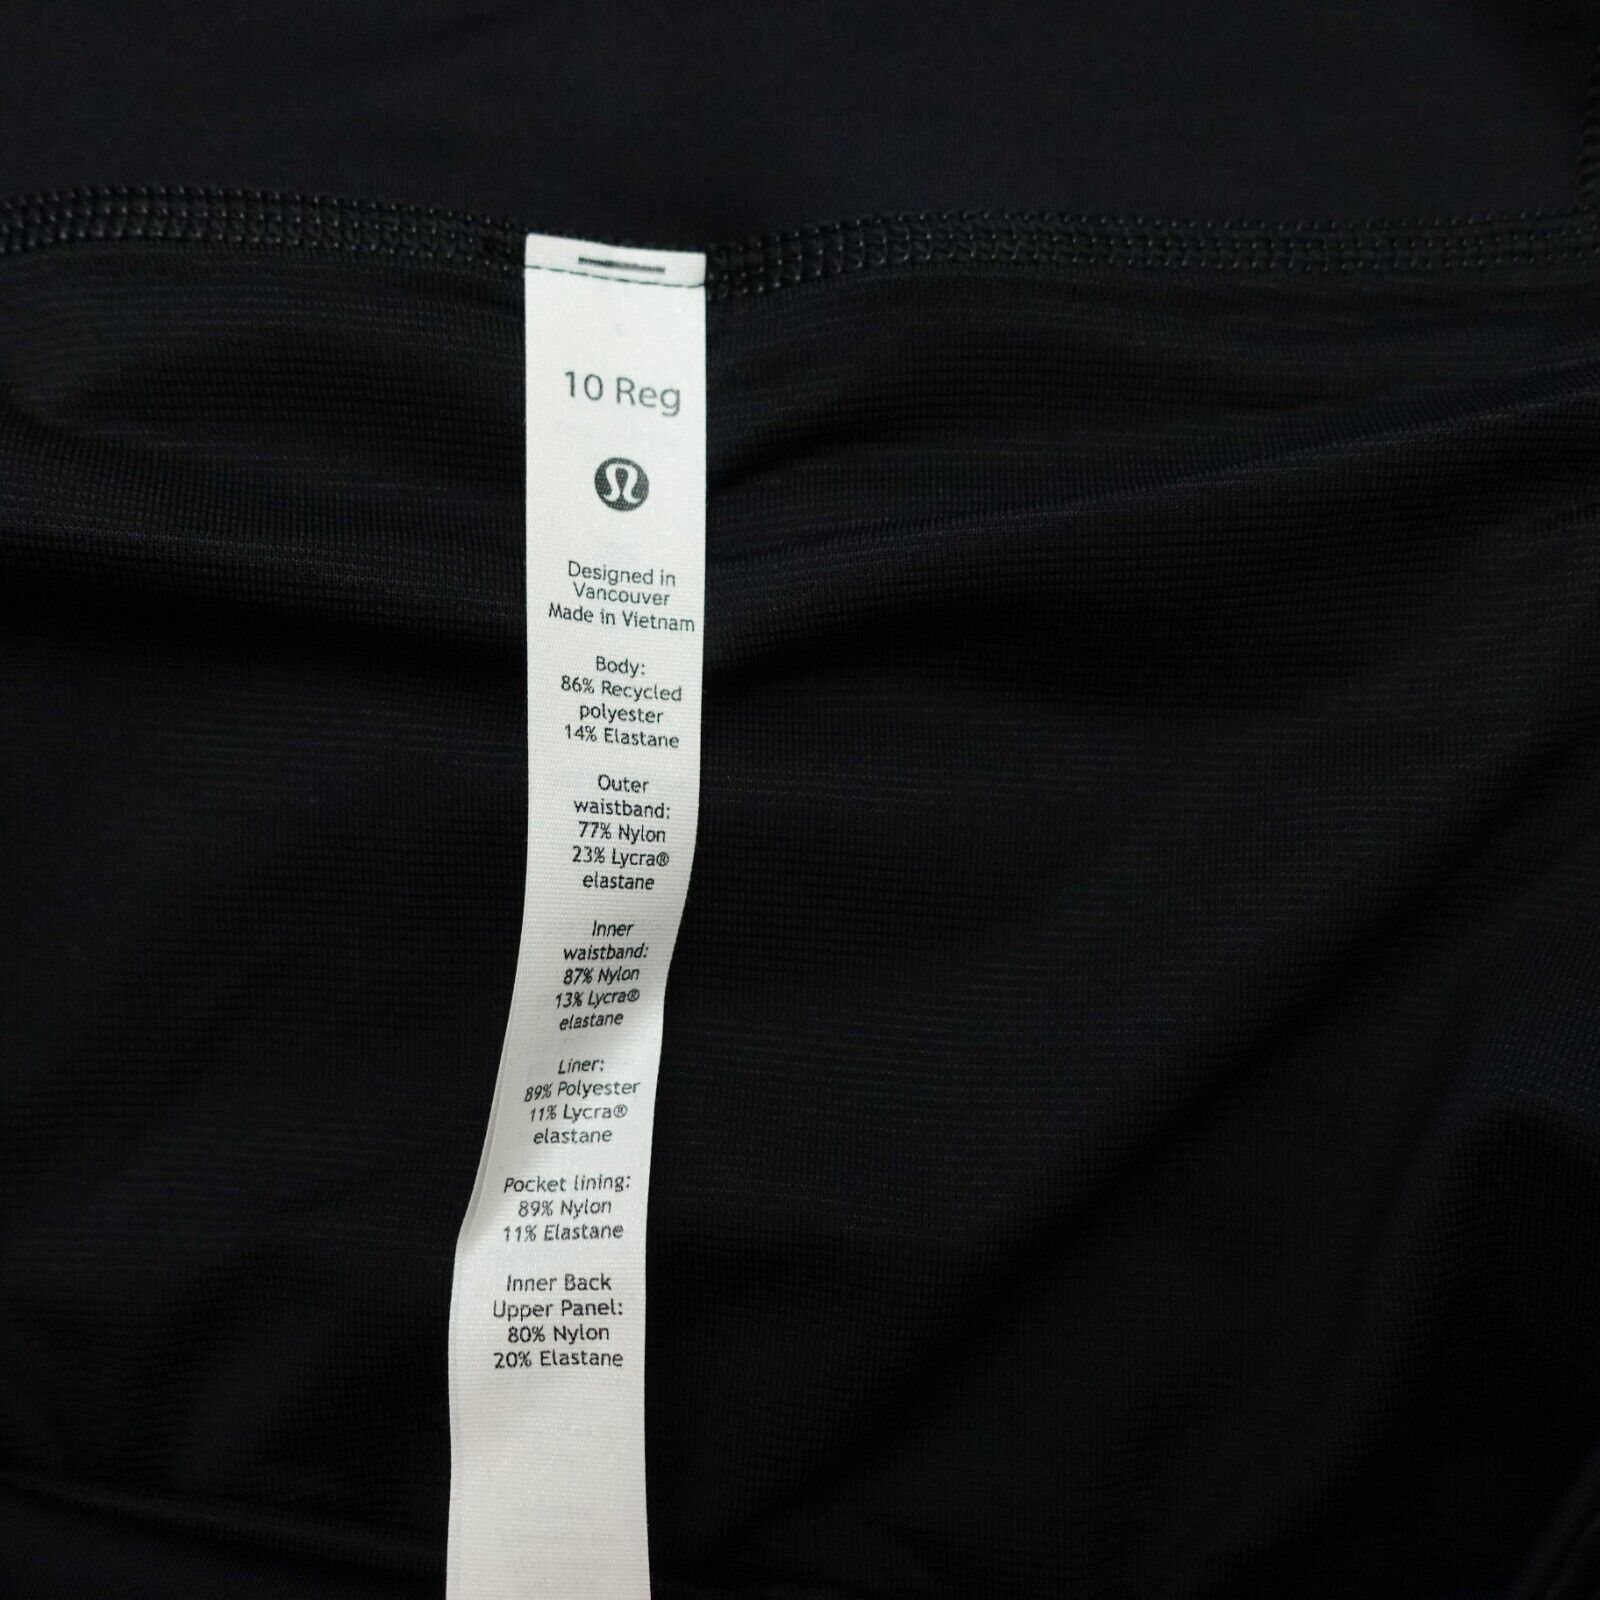 10 Reg
Designed in
Vancouver
Made in Vietnam
Body:
86% Recycled
polyester
14% Elastane
Outer
waistband:
77% Nylon
23% Lycra®
elastane
Inner
waistband:
87% Nylon
13% Lycra®
elastane
Liner:
89% Polyester
11% Lycra®
elastane
Pocket lining:
89% Nylon
11% Elastane
Inner Back
Upper Panel:
80% Nylon
20% Elastane